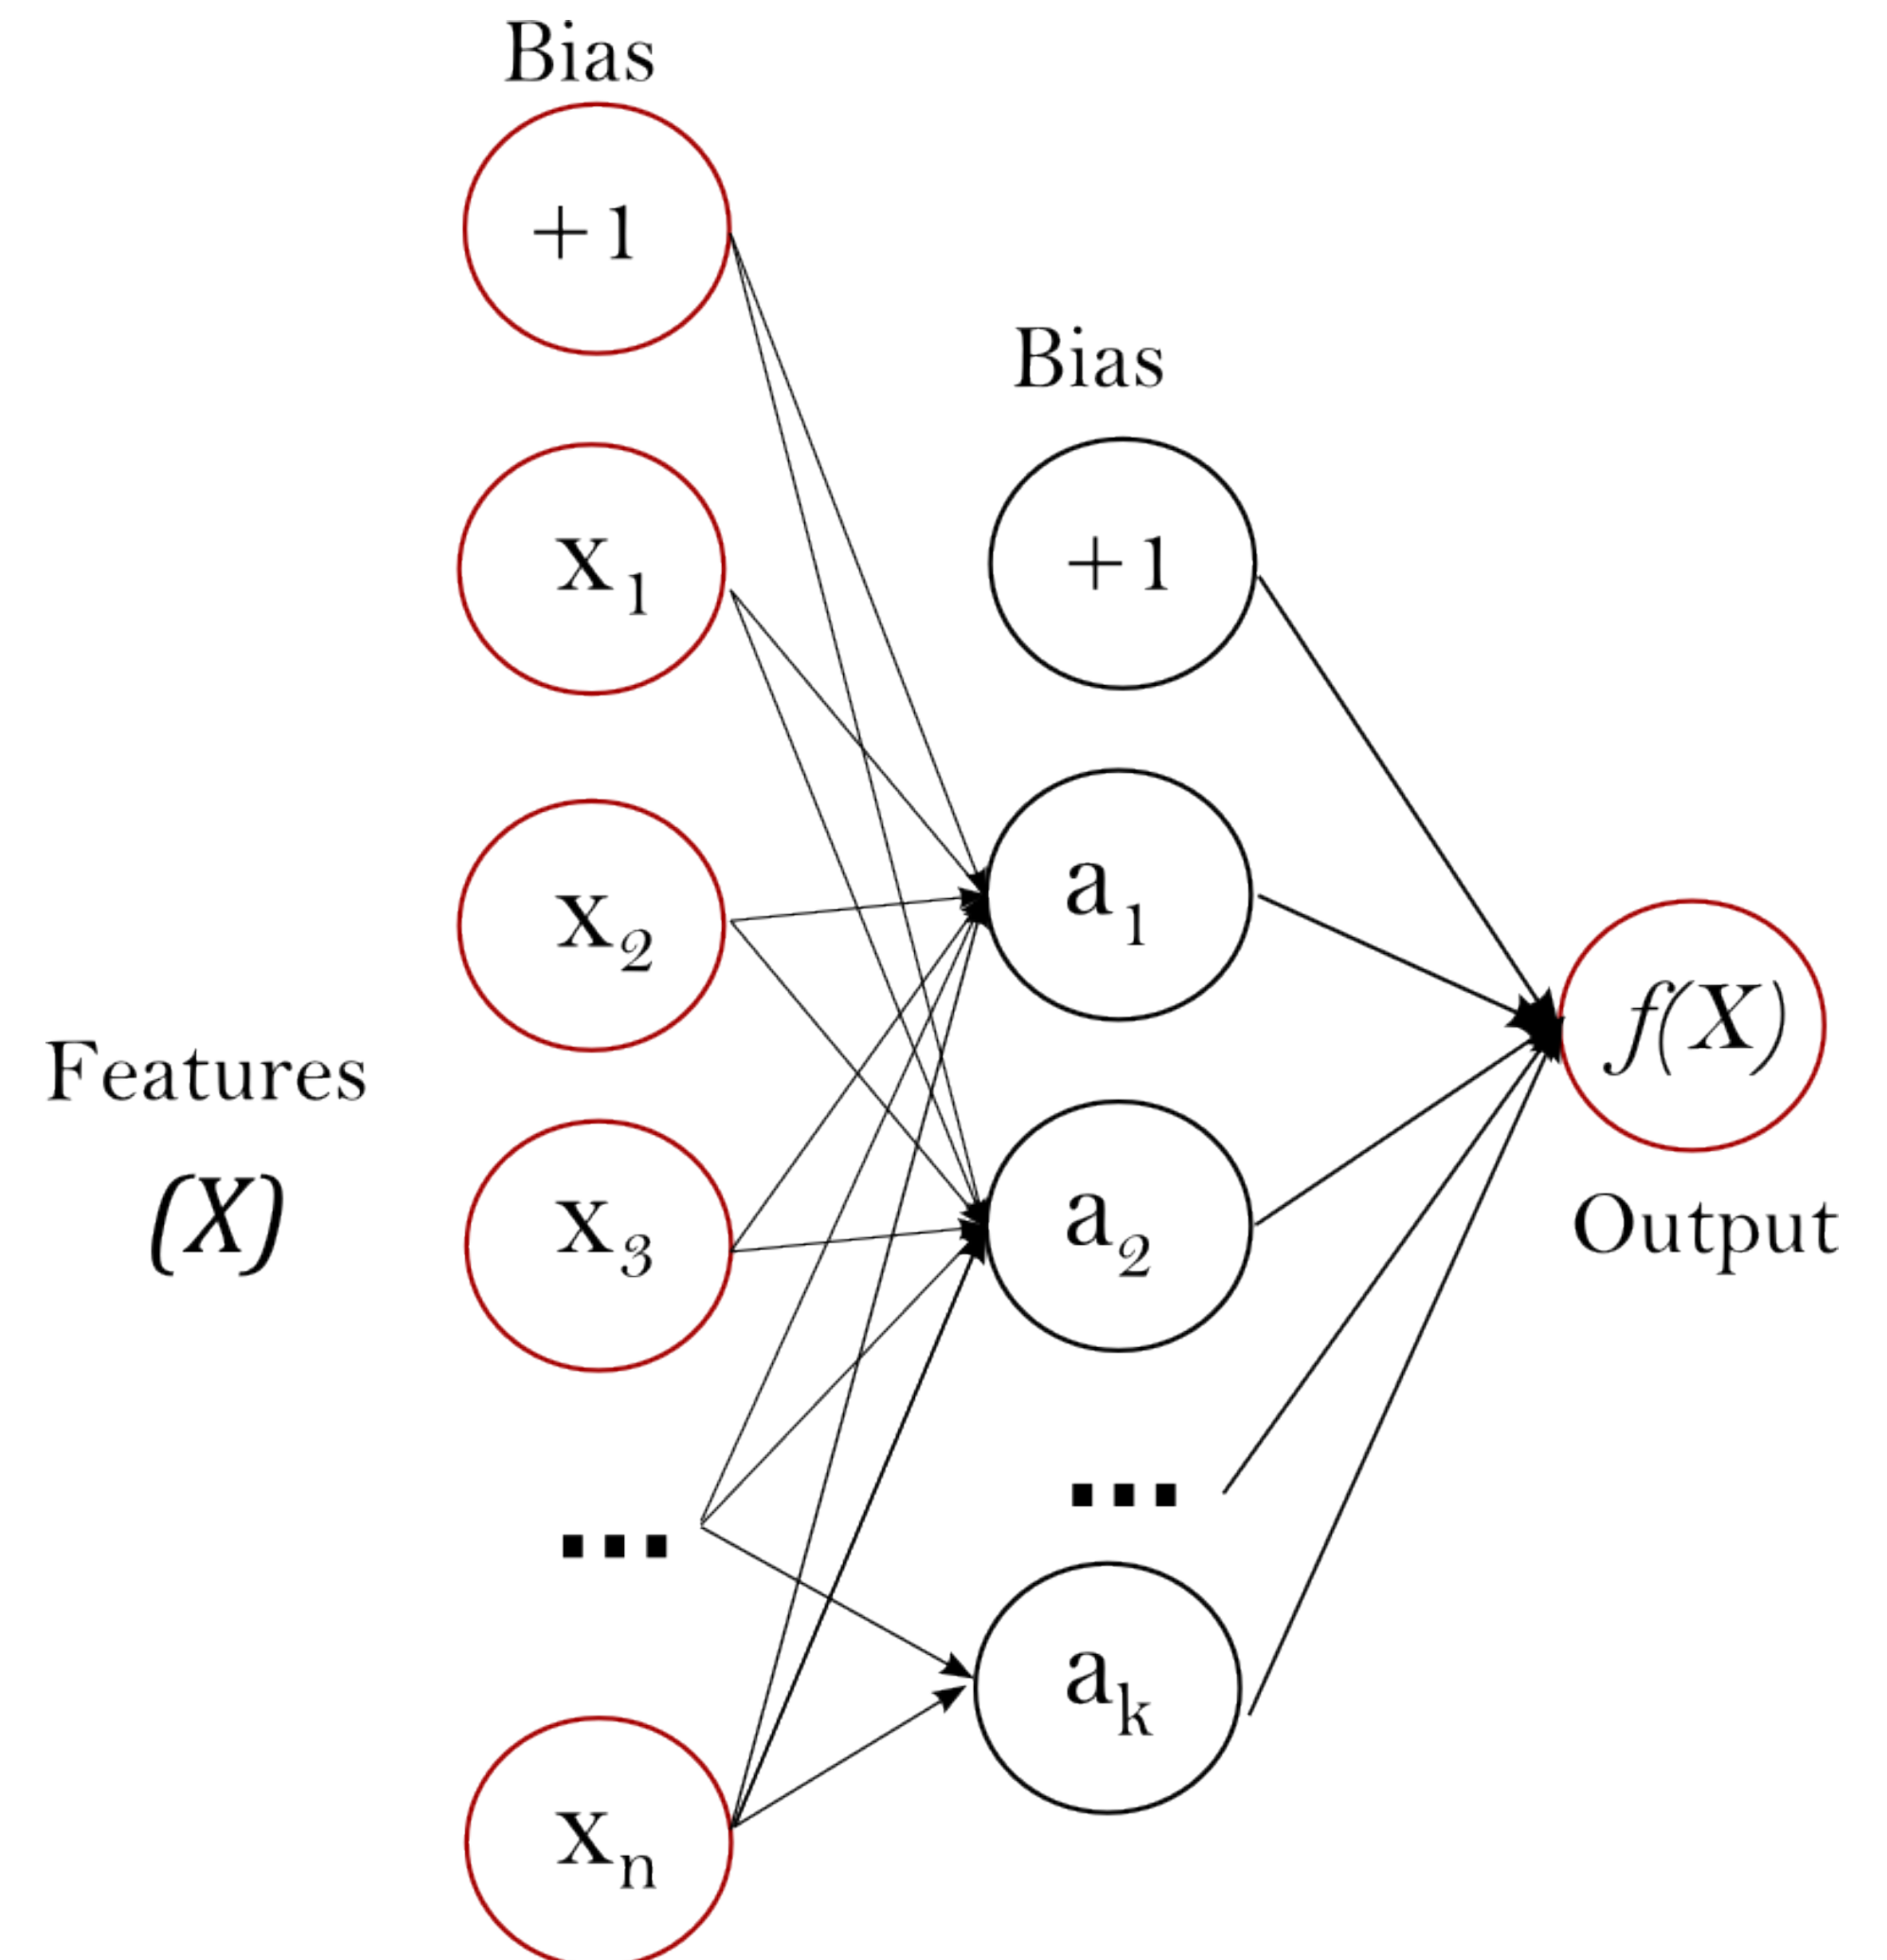 Bias
+1
x1
x2
x3
...
xn
Features
(X)
Bias
+1
a1
a2
...
ak
f(X)
Output